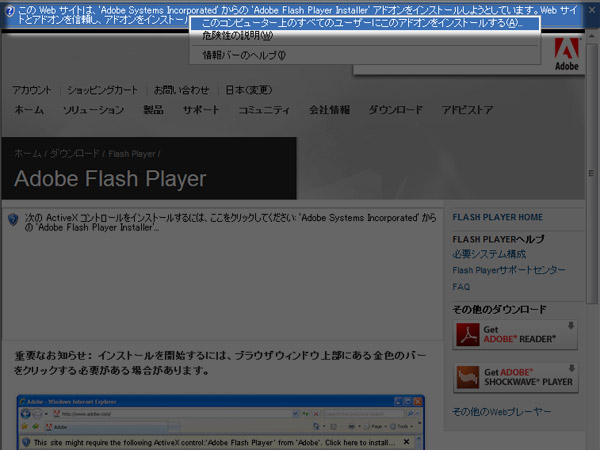 このWeb サイトは、'Adobe Systems Incorporated' からの 'Adobe Flash Player Installer' アドオンをインストールしようとしています。Web サイ
トとアドオンを信頼し、アドオンをインストー
このコンピューター上のすべてのユーザーにこのアドオンをインストールする(A)...
危険性の説明(W)
情報バーのヘルプ(I)
Adobe
アカウント | ショッピングカート | お問い合わせ | 日本(変更)
ホーム ソリューション 製品 サポート コミュニティ 会社情報 ダウンロード アドビストア
ホーム / ダウンロード / Flash Player /
Adobe Flash Player
次の ActiveX コントロールをインストールするには、ここをクリックしてください: 'Adobe Systems Incorporated' から
の 'Adobe Flash Player Installer'...
FLASH PLAYER HOME
FLASH PLAYERヘルプ
必要システム構成
Flash Playerサポートセンター
FAQ
その他のダウンロード
Get
ADOBE® READER®
Get ADOBE®
SHOCKWAVE® PLAYER
その他のWebプレーヤー
重要なお知らせ: インストールを開始するには、ブラウザウィンドウ上部にある金色のバー
をクリックする必要がある場合があります。
Adobe - Windows Internet Explorer
http://www.adobe.com/
Adobe
Page
Tools
This site might require the following ActiveX control:'Adobe Flash Player' from 'Adobe'. Click here to install...